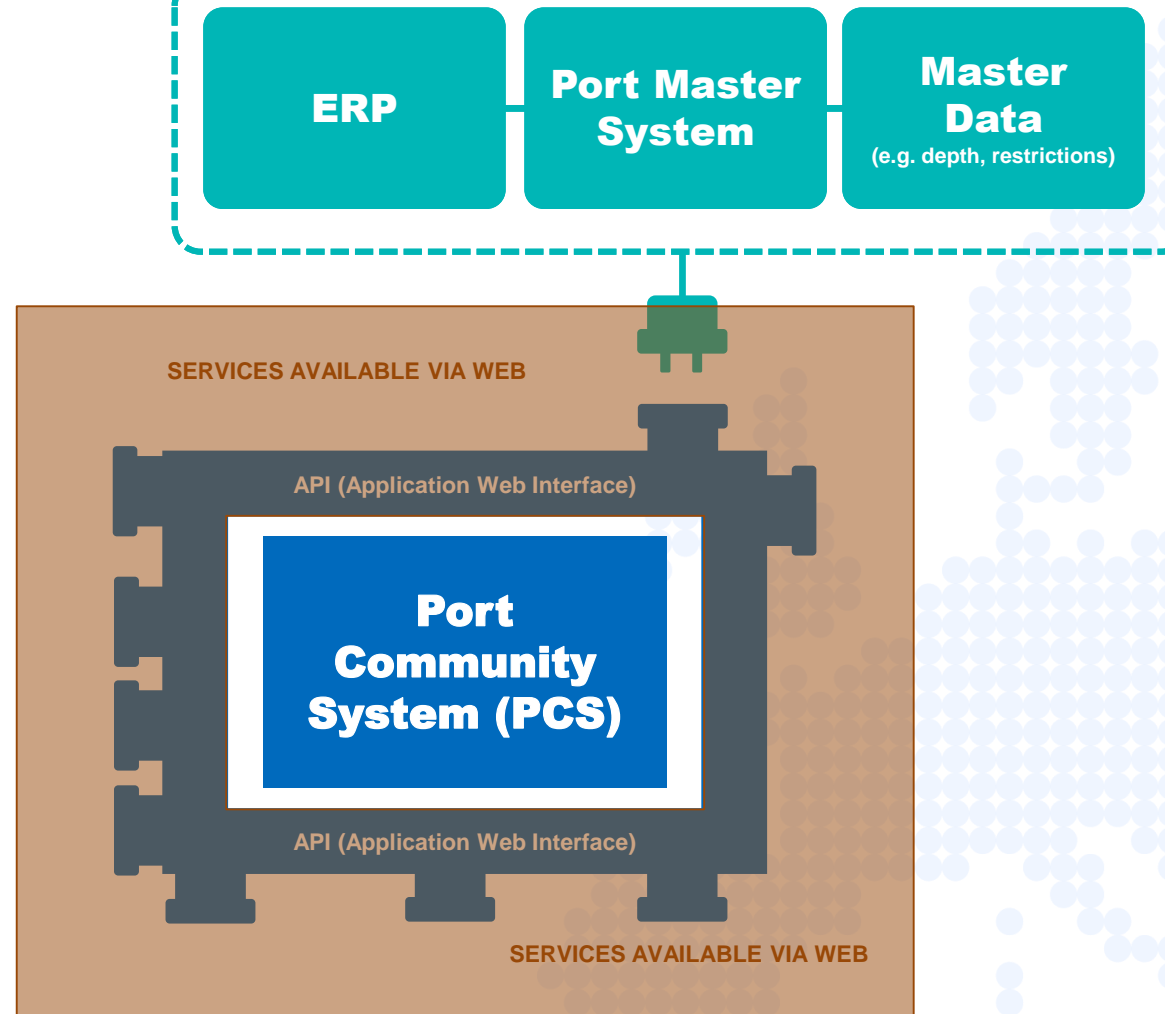 ERP
Port Master
System
Master
Data
(e.g. depth, restrictions)
SERVICES AVAILABLE VIA WEB
API (Application Web Interface)
Port
Community
System (PCS)
API (Application Web Interface)
SERVICES AVAILABLE VIA WEB